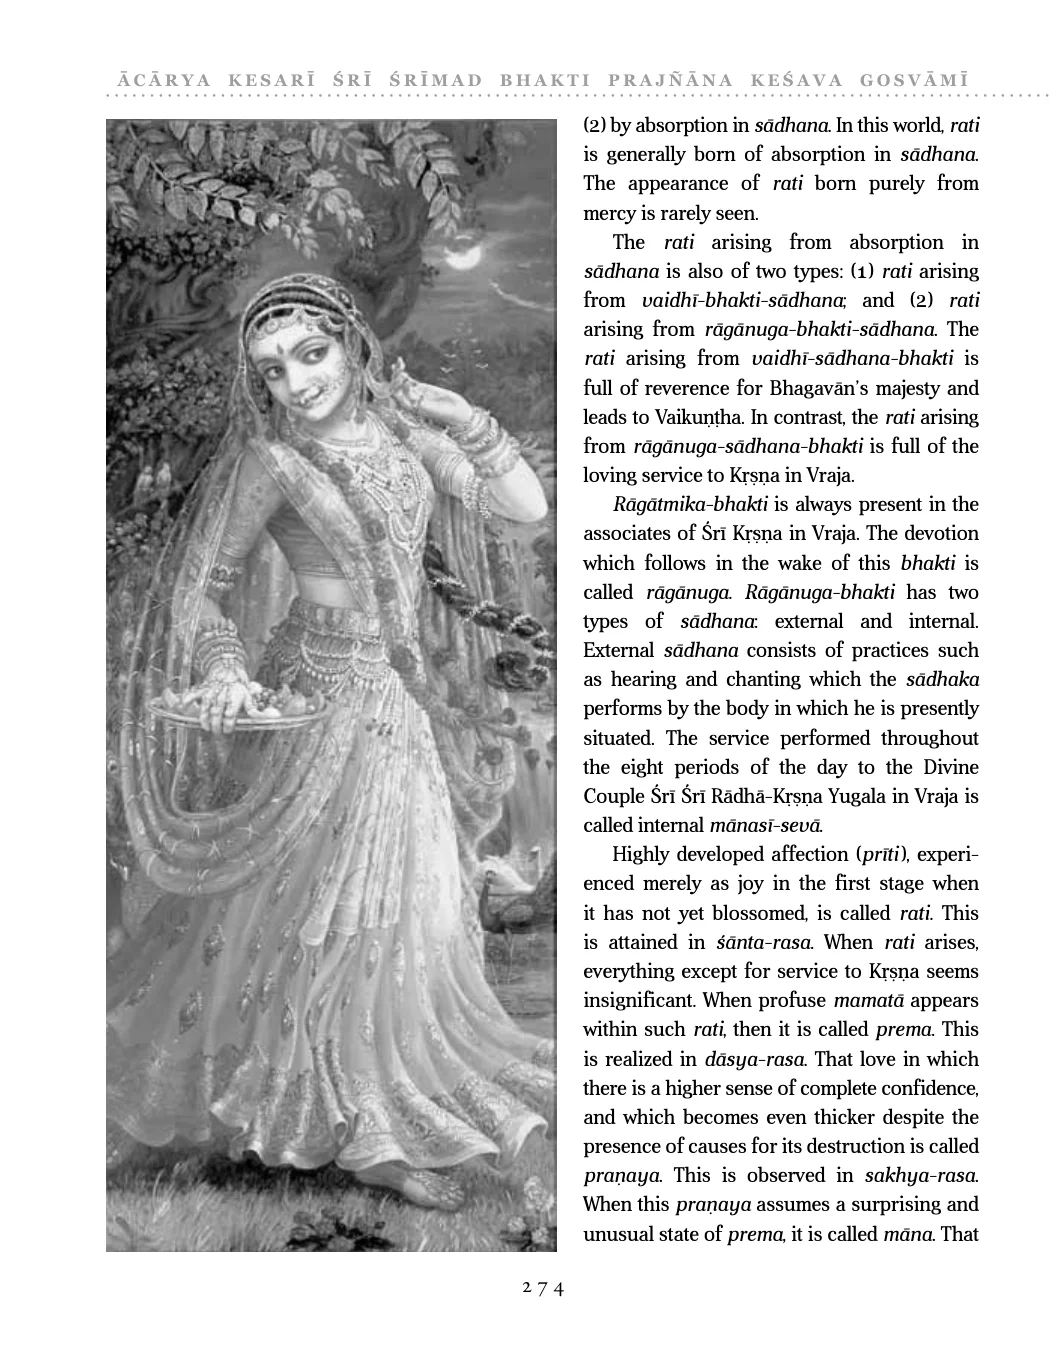 ĀCĀRYA KESARĪ ŚRĪ ŚRĪMAD BHAKTI PRAJÑĀNA KEŚAVA GOSVĀMĪ
(2) by absorption in sādhana. In this world, rati
is generally born of absorption in sādhana.
The appearance of rati born purely from
mercy is rarely seen.
The rati arising from absorption in
sādhana is also of two types: (1) rati arising
from vaidhī-bhakti-sādhana; and (2) rati
arising from rāgānuga-bhakti-sādhana. The
rati arising from vaidhī-sādhana-bhakti is
full of reverence for Bhagavān's majesty and
leads to Vaikuṇṭha. In contrast, the rati arising
from rāgānuga-sādhana-bhakti is full of the
loving service to Kṛṣṇa in Vraja.
Rāgātmika-bhakti is always present in the
associates of Śrī Kṛṣṇa in Vraja. The devotion
which follows in the wake of this bhakti is
called rāgānuga. Rāgānuga-bhakti has two
types of sādhana: external and internal.
External sādhana consists of practices such
as hearing and chanting which the sādhaka
performs by the body in which he is presently
situated. The service performed throughout
the eight periods of the day to the Divine
Couple Śrī Śrī Rādhā-Kṛṣṇa Yugala in Vraja is
called internal mānasī-sevā.
Highly developed affection (prīti), experi-
enced merely as joy in the first stage when
it has not yet blossomed, is called rati. This
is attained in śānta-rasa. When rati arises,
everything except for service to Kṛṣṇa seems
insignificant. When profuse mamatā appears
within such rati, then it is called prema. This
is realized in dāsya-rasa. That love in which
there is a higher sense of complete confidence,
and which becomes even thicker despite the
presence of causes for its destruction is called
praṇaya. This is observed in sakhya-rasa.
When this praṇaya assumes a surprising and
unusual state of prema, it is called māna. That
274